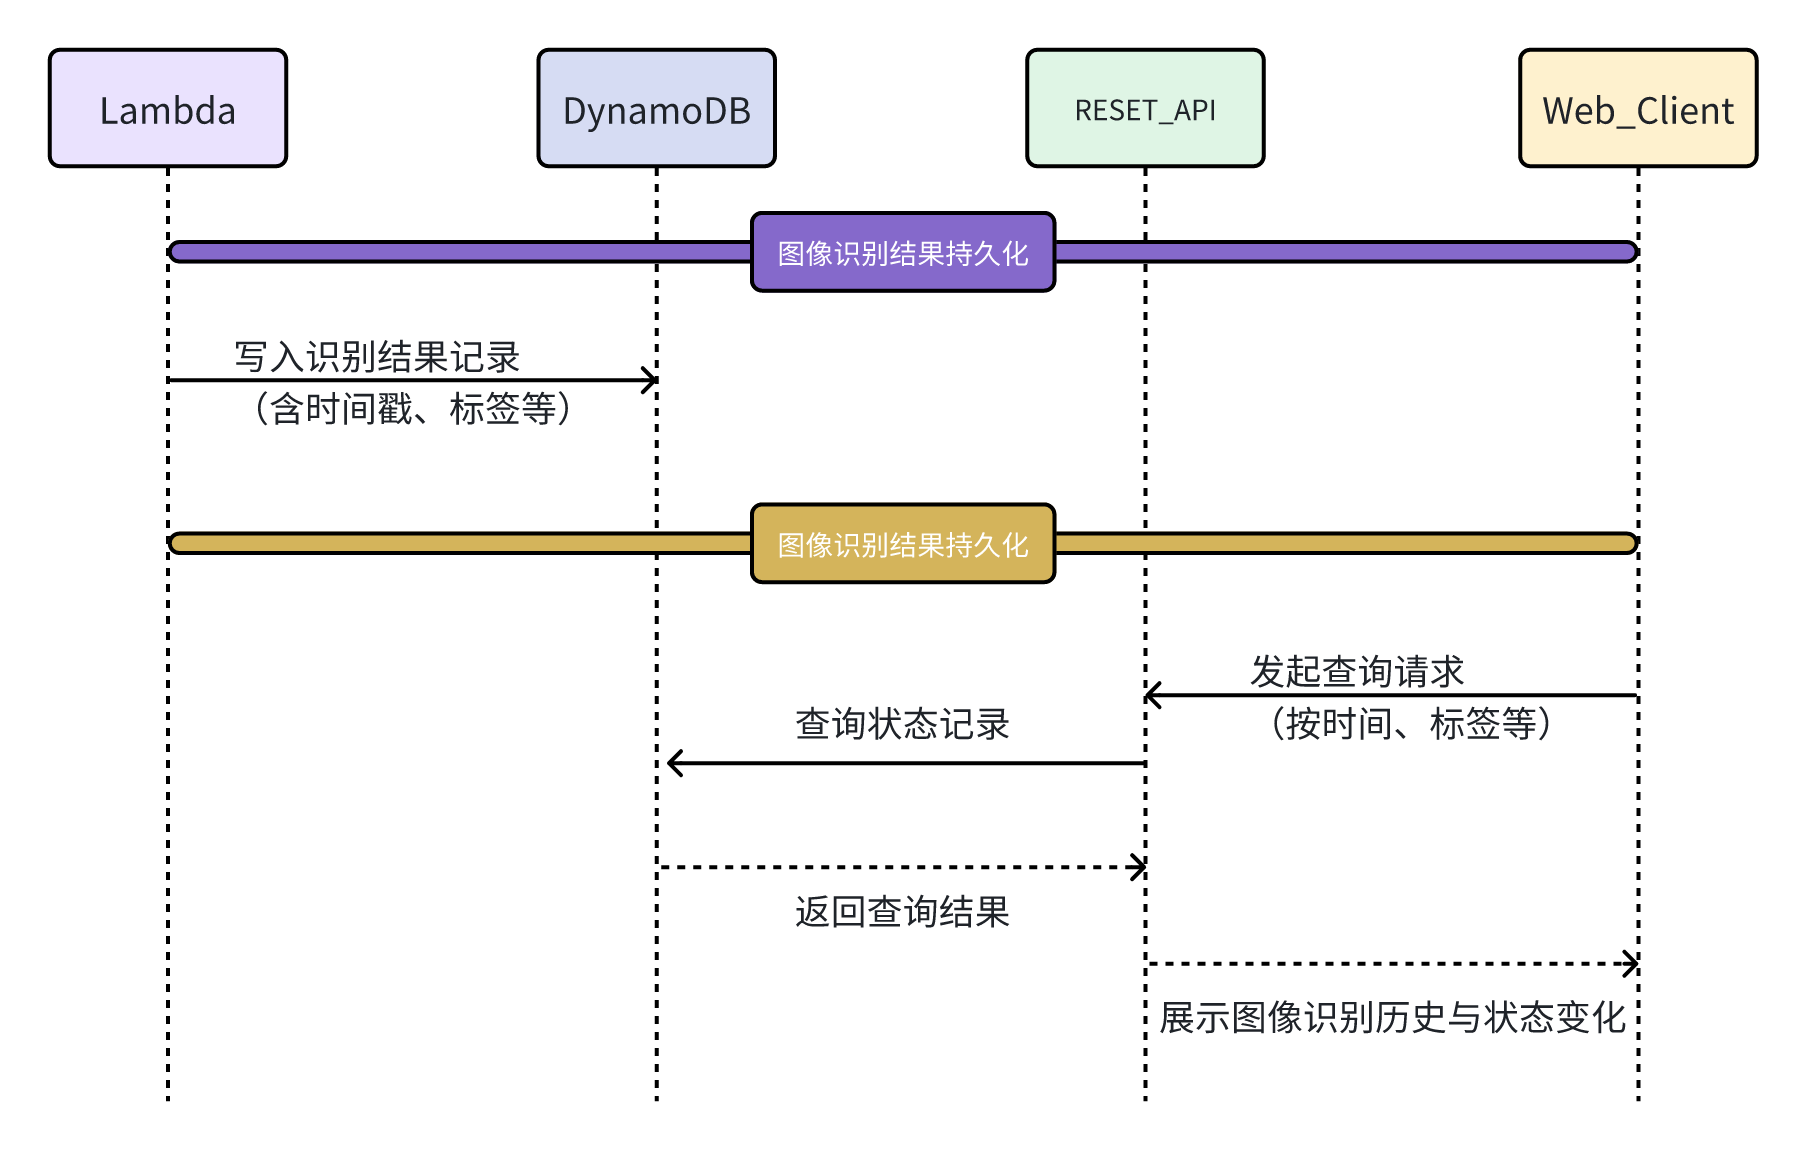 Lambda
DynamoDB
RESET_API
Web_Client
图像识别结果持久化
写入识别结果记录
（含时间戳、标签等）
图像识别结果持久化
发起查询请求
（按时间、标签等）
查询状态记录
返回查询结果
展示图像识别历史与状态变化